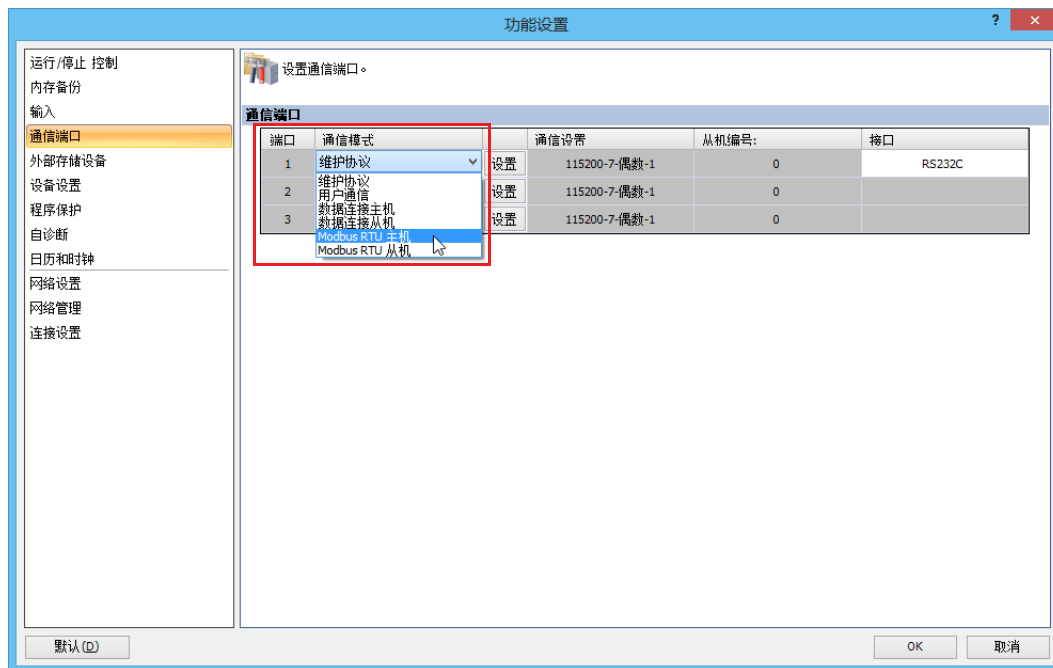 功能设置
?
运行/停止 控制
内存备份
输入
通信端口
外部存储设备
设备设置
程序保护
自诊断
日历和时钟
网络设置
网络管理
连接设置
设置通信端口。
通信端口
端口 通信模式 通信设置 从机编号: 接口
1 维护协议 设置 115200-7-偶数-1 0 RS232C
2 设置 115200-7-偶数-1 0
3 设置 115200-7-偶数-1 0
维护协议
用户通信
数据连接主机
数据连接从机
Modbus RTU 主机
Modbus RTU 从机
默认(D) OK 取消